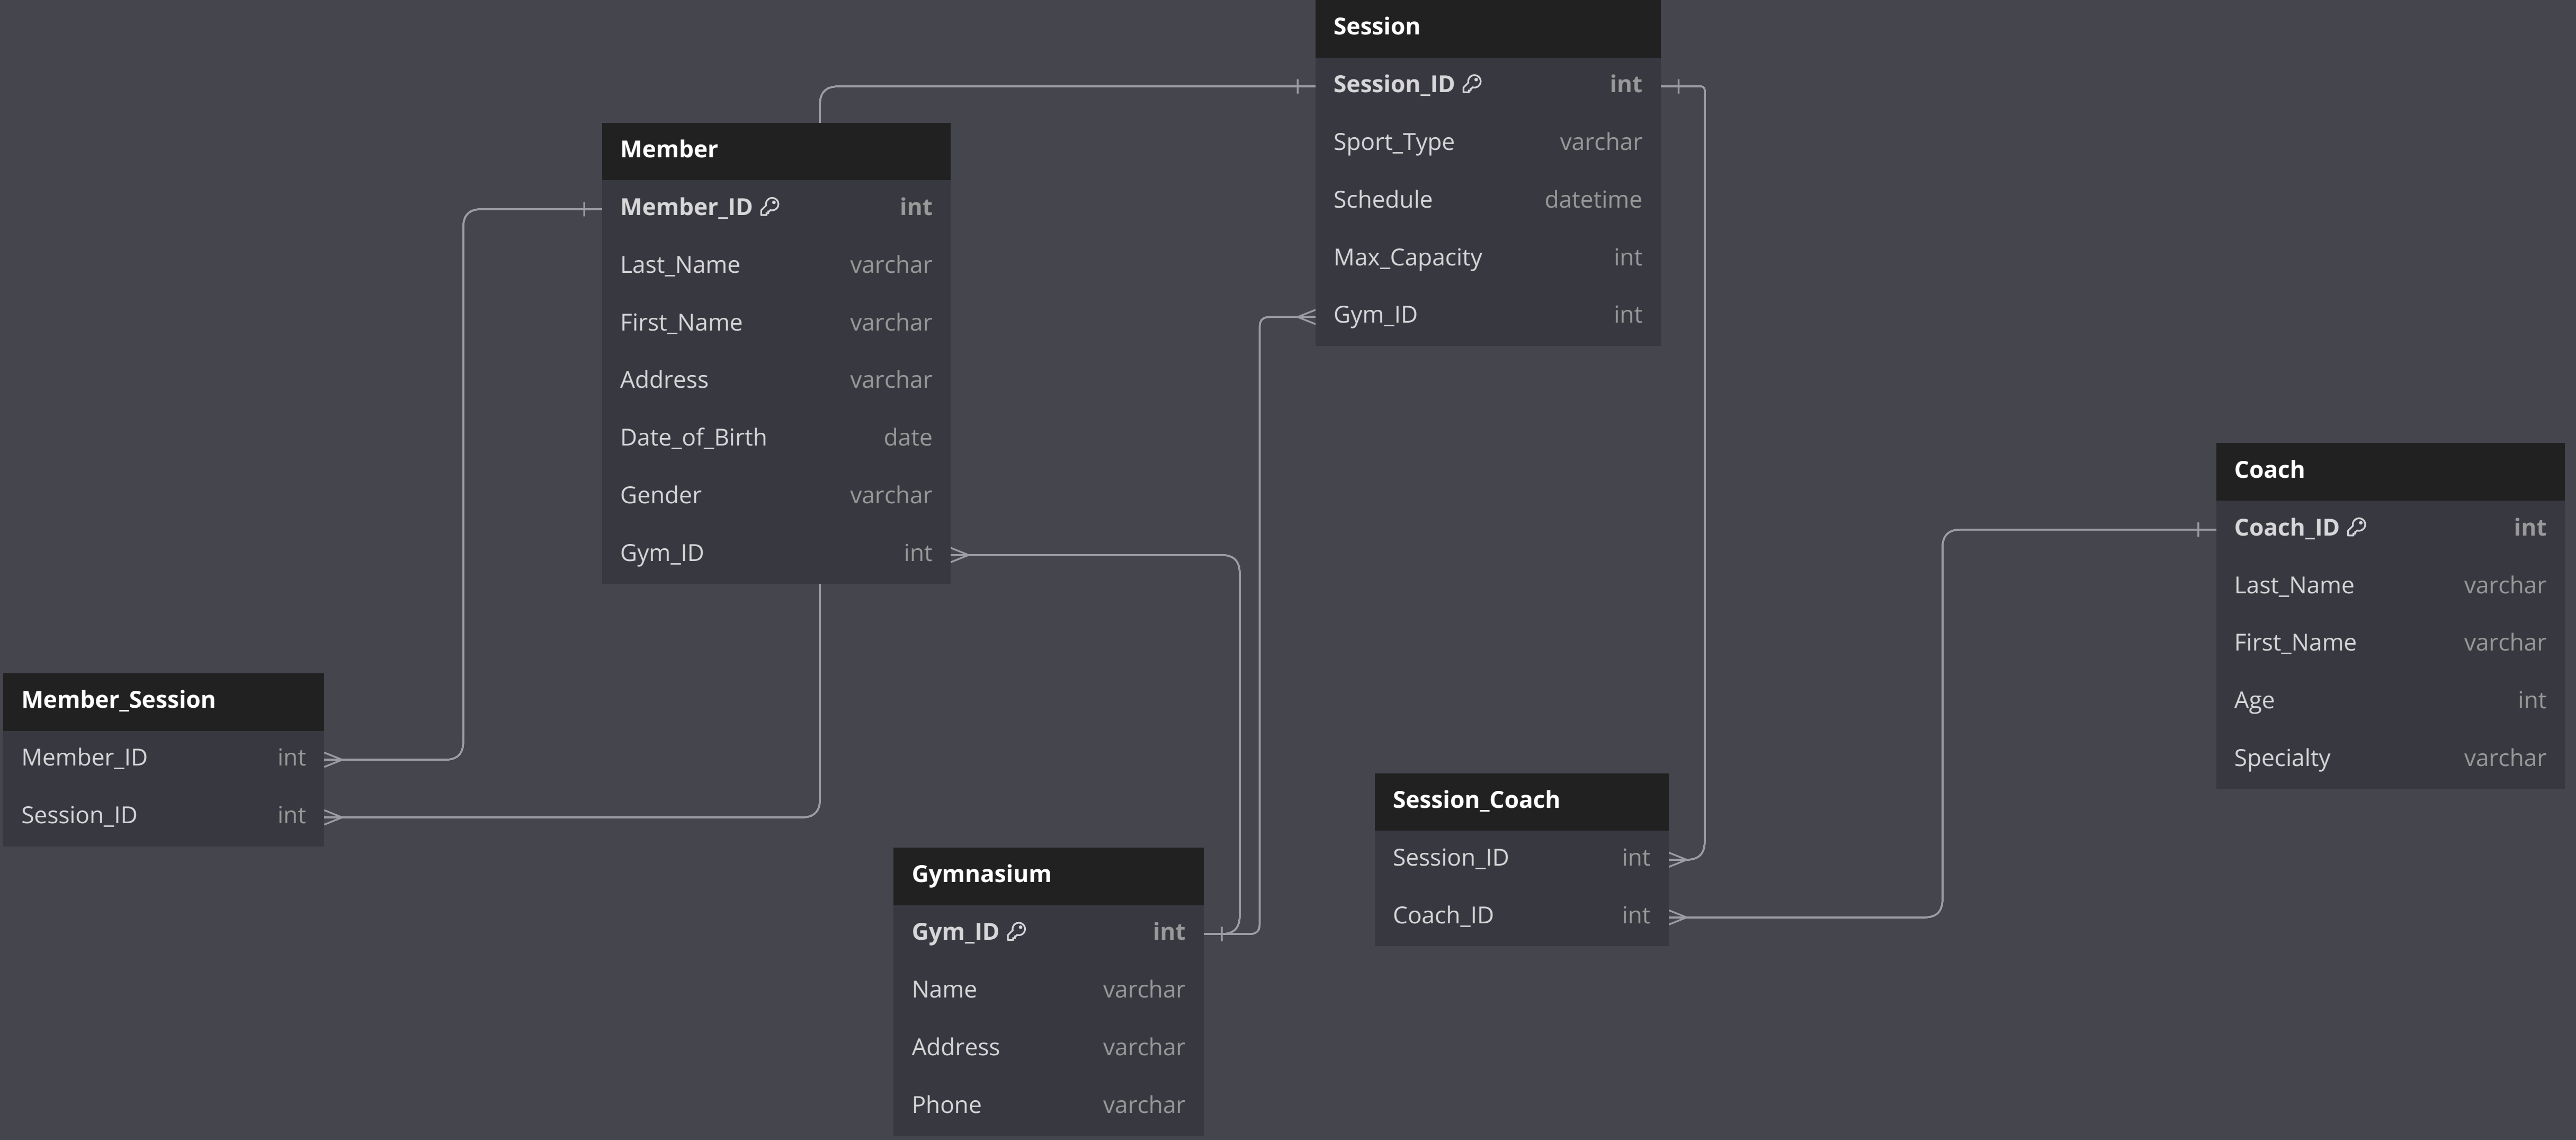 Session
Session_ID int
Sport_Type varchar
Schedule datetime
Max_Capacity int
Gym_ID int
Member
Member_ID int
Last_Name varchar
First_Name varchar
Address varchar
Date_of_Birth date
Gender varchar
Gym_ID int
Coach
Coach_ID int
Last_Name varchar
First_Name varchar
Age int
Specialty varchar
Member_Session
Member_ID int
Session_ID int
Session_Coach
Session_ID int
Coach_ID int
Gymnasium
Gym_ID int
Name varchar
Address varchar
Phone varchar